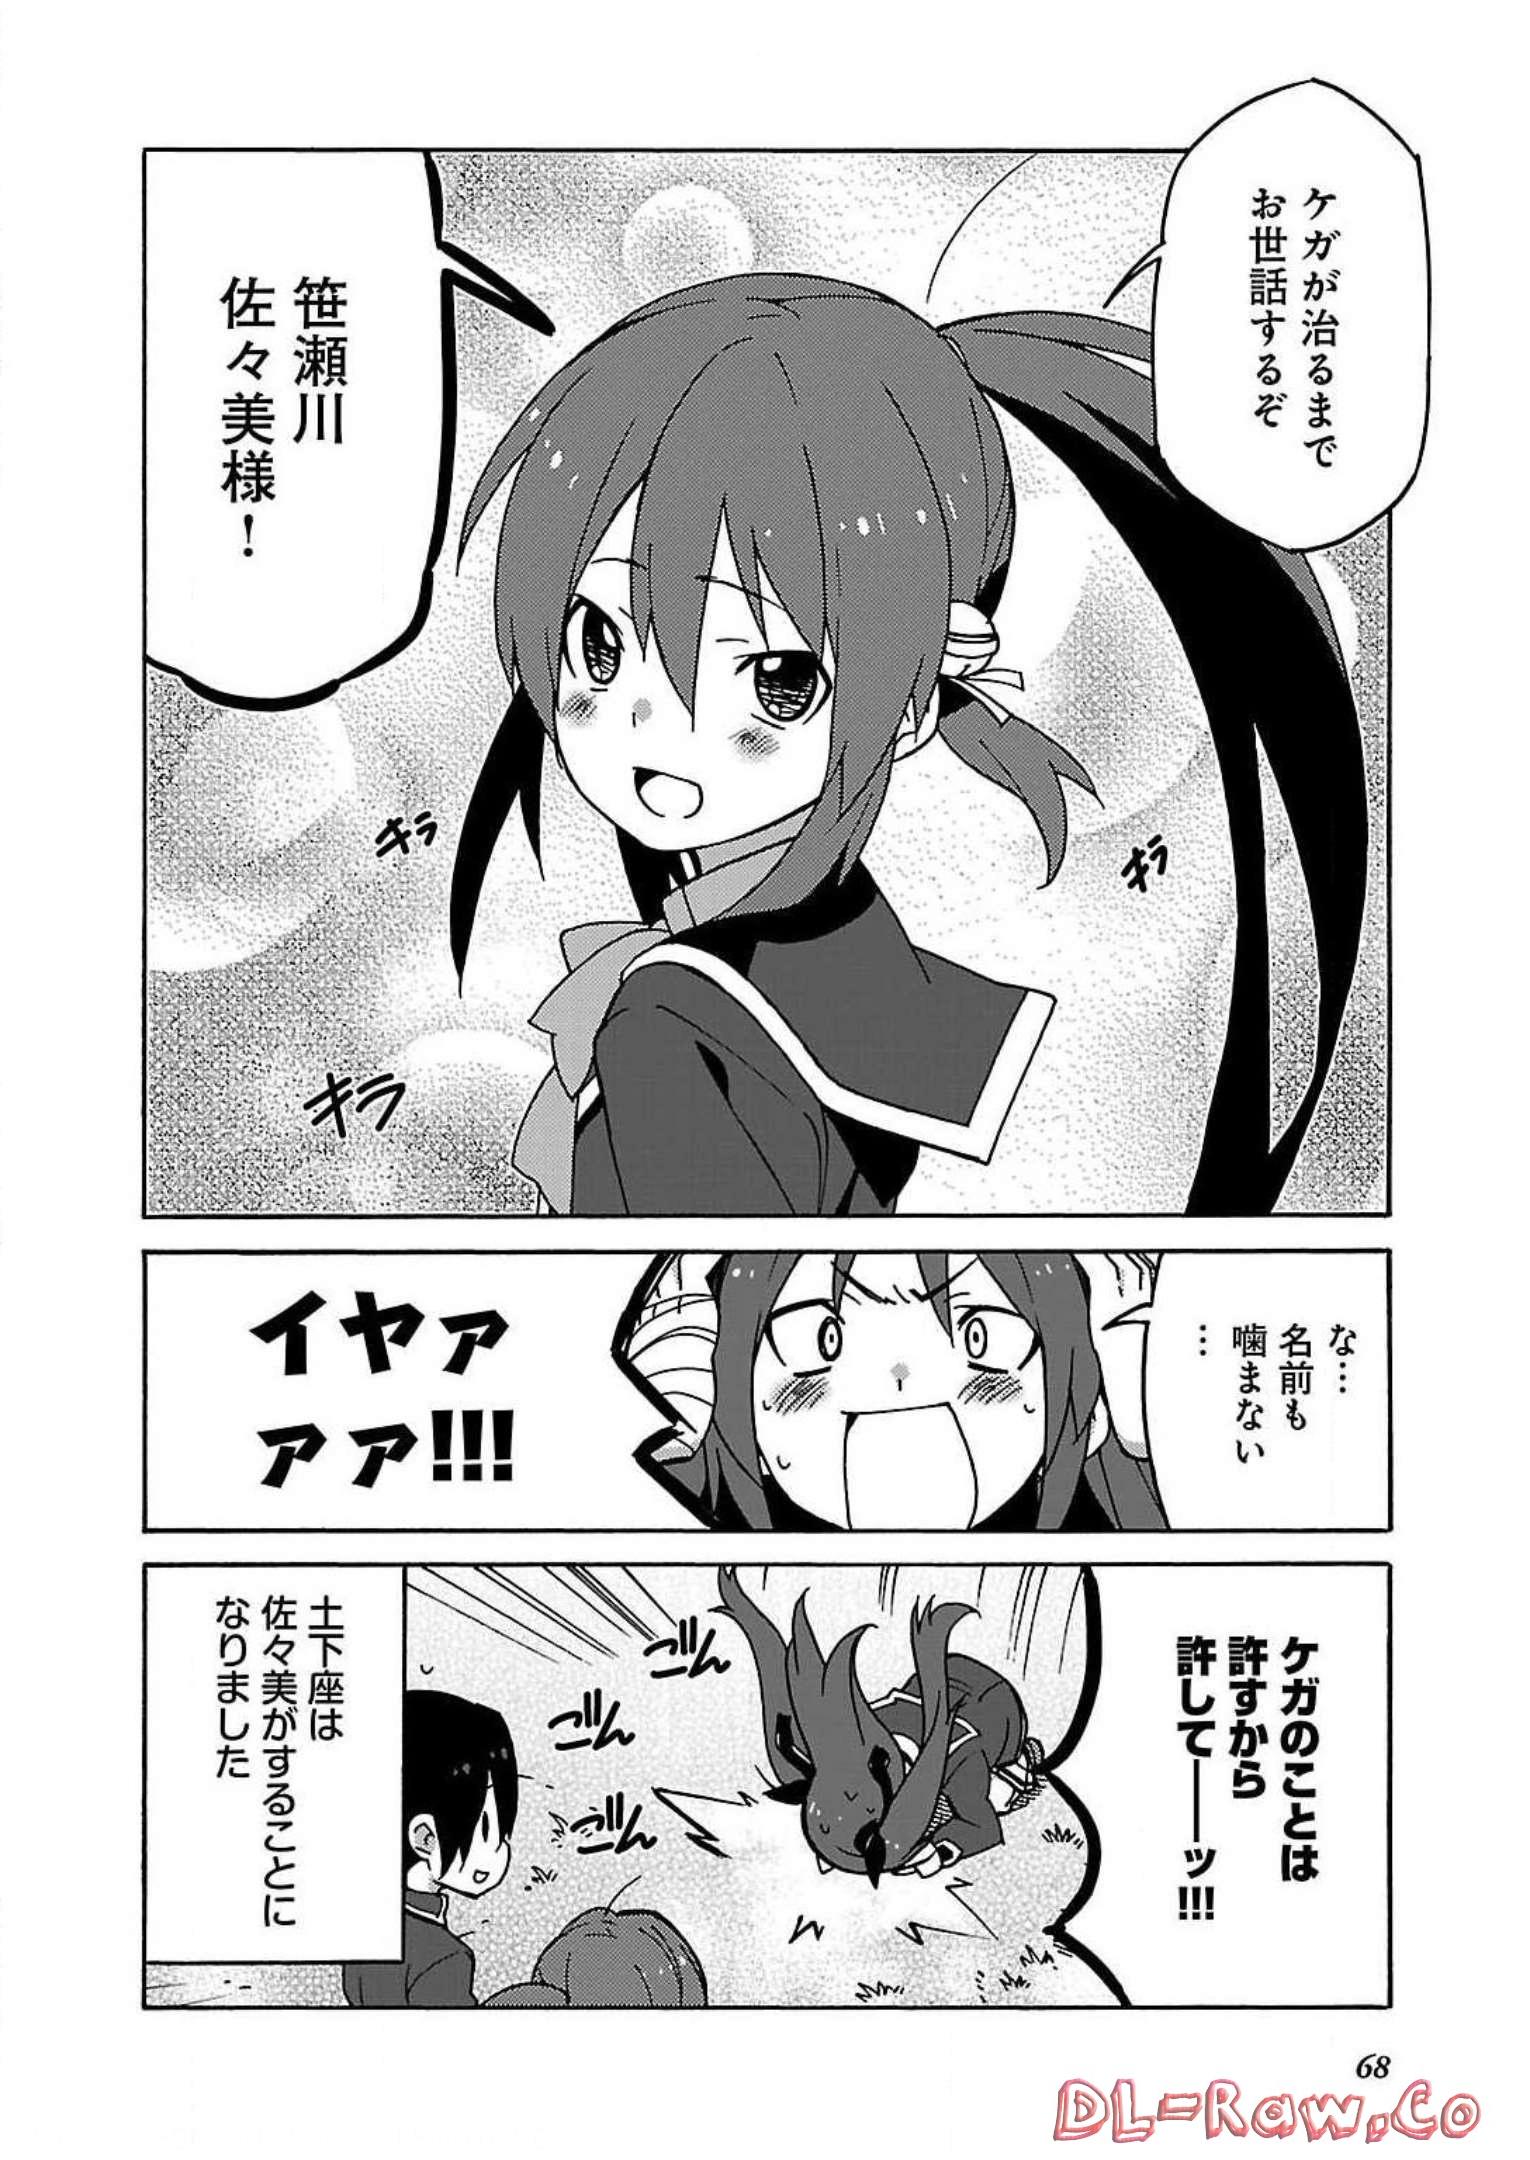 ケガが治るまで
お世話するぞ
笹瀬川
佐々美様！
キラ
キラ
キラ
な…
名前も
噛まない
…
イヤァ
ァァ!!!
ケガのことは
許すから
許してーーーッ!!!
ごん
ごん
ごん
土下座は
佐々美がすることに
なりました
68
DL-Raw.Co